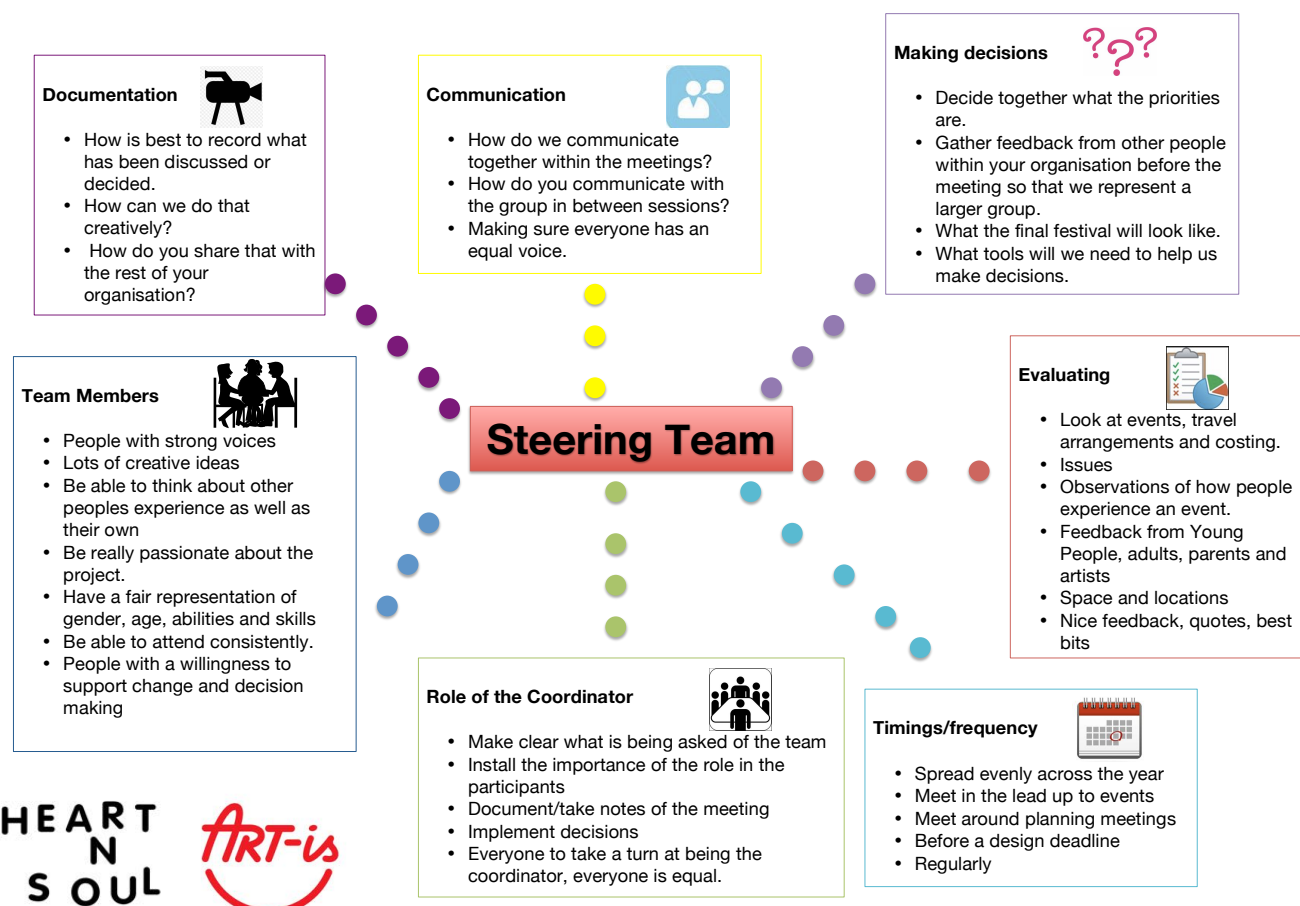 Documentation
• How is best to record what
has been discussed or
decided.
• How can we do that
creatively?
• How do you share that with
the rest of your
organisation?
Communication
• How do we communicate
together within the meetings?
• How do you communicate with
the group in between sessions?
• Making sure everyone has an
equal voice.
Making decisions
???
• Decide together what the priorities
are.
• Gather feedback from other people
within your organisation before the
meeting so that we represent a
larger group.
• What the final festival will look like.
• What tools will we need to help us
make decisions.
Team Members
• People with strong voices
• Lots of creative ideas
• Be able to think about other
peoples experience as well as
their own
• Be really passionate about the
project.
• Have a fair representation of
gender, age, abilities and skills
• Be able to attend consistently.
• People with a willingness to
support change and decision
making
Steering Team
Evaluating
• Look at events, travel
arrangements and costing.
• Issues
• Observations of how people
experience an event.
• Feedback from Young
People, adults, parents and
artists
• Space and locations
• Nice feedback, quotes, best
bits
Role of the Coordinator
• Make clear what is being asked of the team
• Install the importance of the role in the
participants
• Document/take notes of the meeting
• Implement decisions
• Everyone to take a turn at being the
coordinator, everyone is equal.
Timings/frequency
• Spread evenly across the year
• Meet in the lead up to events
• Meet around planning meetings
• Before a design deadline
• Regularly
HEART
N
SOUL
ART-is